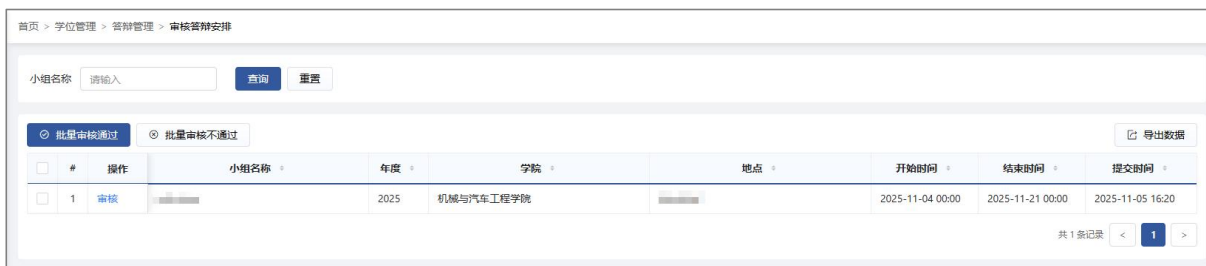 首页 > 学位管理 > 答辩管理 > 审核答辩安排
小组名称 请输入 查询 重置
批量审核通过 批量审核不通过 导出数据
# 操作 小组名称 年度 学院 地点 开始时间 结束时间 提交时间
1 审核 2025 机械与汽车工程学院 2025-11-04 00:00 2025-11-21 00:00 2025-11-05 16:20
共 1 条记录 < 1 >